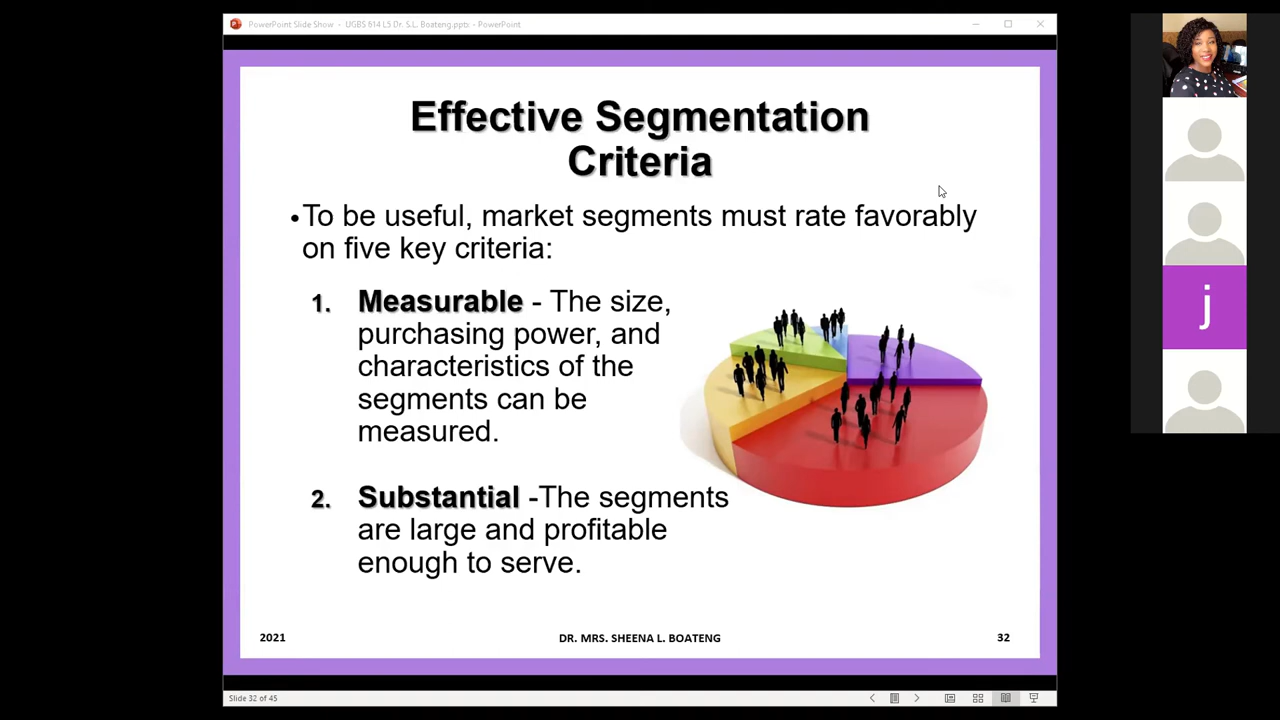 PowerPoint Slide Show - UGBS 614 L5 Dr. S.L. Boateng.pptx - PowerPoint
Effective Segmentation
Criteria
•To be useful, market segments must rate favorably
on five key criteria:
1. Measurable - The size,
purchasing power, and
characteristics of the
segments can be
measured.
2. Substantial -The segments
are large and profitable
enough to serve.
2021
DR. MRS. SHEENA L. BOATENG
32
Slide 32 of 45
j